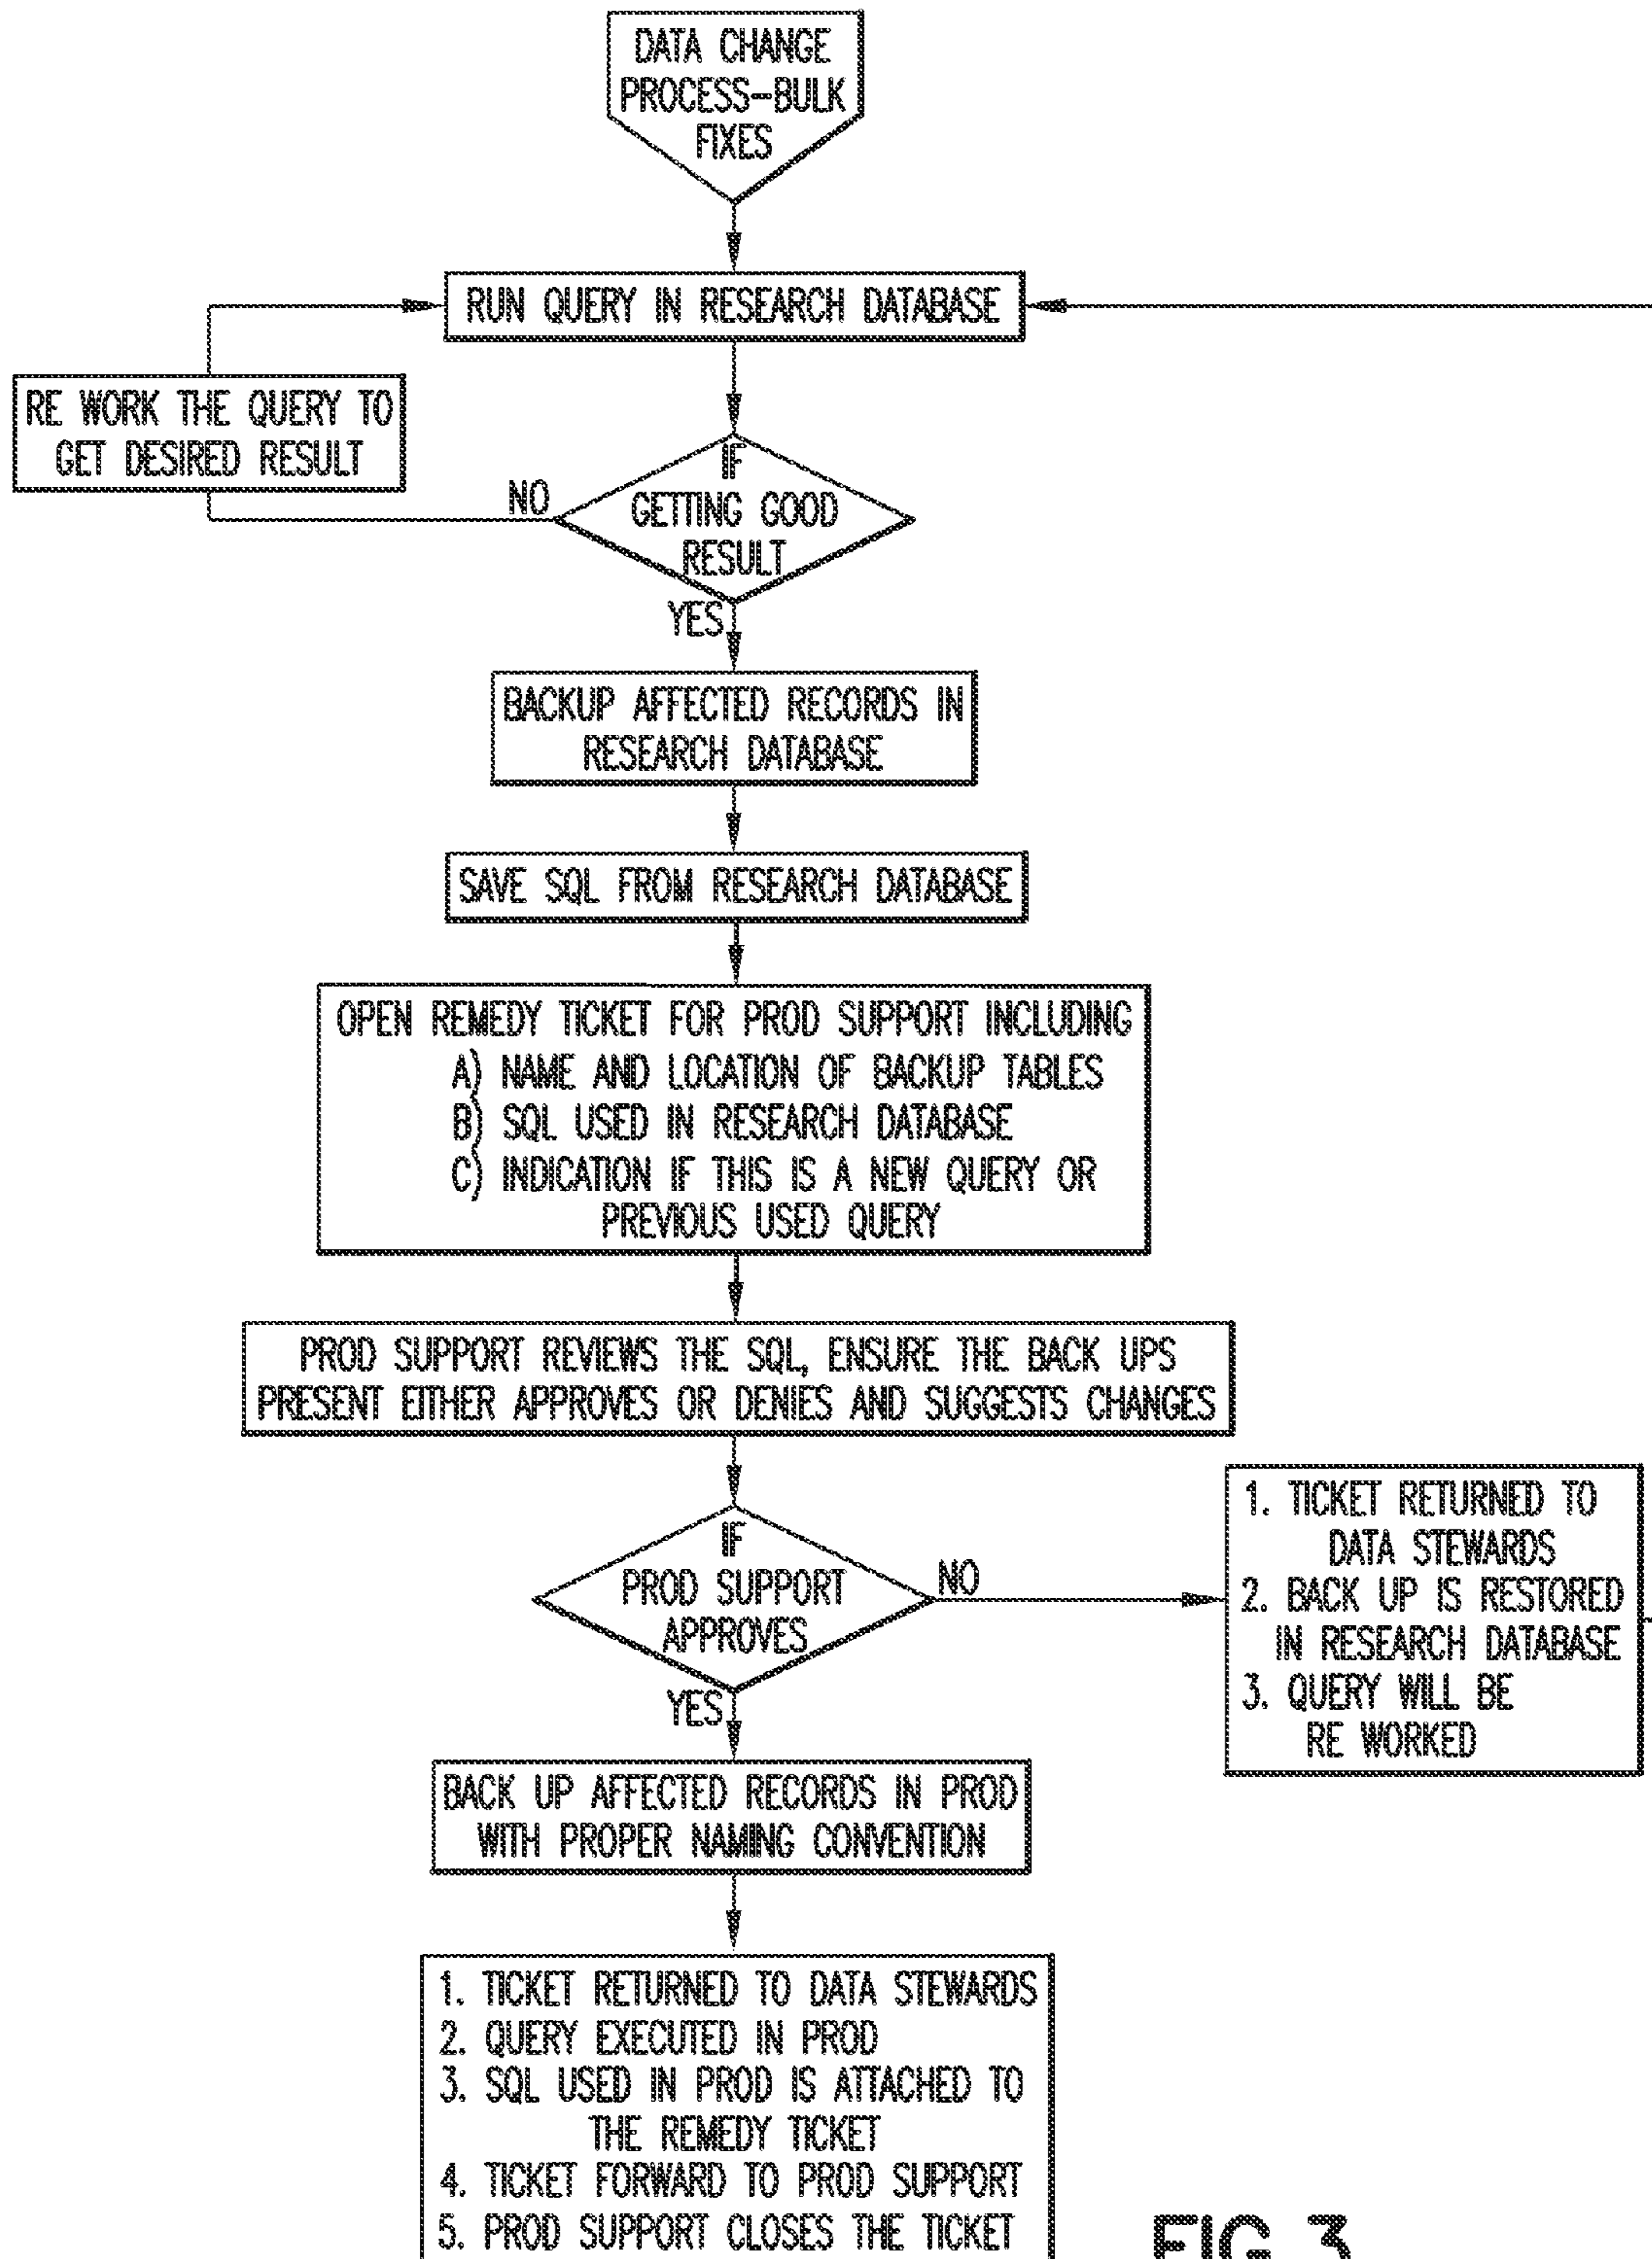 DATA CHANGE
PROCESS-BULK
FIXES
RUN QUERY IN RESEARCH DATABASE
RE WORK THE QUERY TO
GET DESIRED RESULT
NO
IF
GETTING GOOD
RESULT
YES
BACKUP AFFECTED RECORDS IN
RESEARCH DATABASE
SAVE SQL FROM RESEARCH DATABASE
OPEN REMEDY TICKET FOR PROD SUPPORT INCLUDING
A) NAME AND LOCATION OF BACKUP TABLES
B) SQL USED IN RESEARCH DATABASE
C) INDICATION IF THIS IS A NEW QUERY OR
PREVIOUS USED QUERY
PROD SUPPORT REVIEWS THE SQL, ENSURE THE BACK UPS
PRESENT EITHER APPROVES OR DENIES AND SUGGESTS CHANGES
IF
PROD SUPPORT
APPROVES
NO
1. TICKET RETURNED TO
DATA STEWARDS
2. BACK UP IS RESTORED
IN RESEARCH DATABASE
3. QUERY WILL BE
RE WORKED
YES
BACK UP AFFECTED RECORDS IN PROD
WITH PROPER NAMING CONVENTION
1. TICKET RETURNED TO DATA STEWARDS
2. QUERY EXECUTED IN PROD
3. SQL USED IN PROD IS ATTACHED TO
THE REMEDY TICKET
4. TICKET FORWARD TO PROD SUPPORT
5. PROD SUPPORT CLOSES THE TICKET
FIG. 3